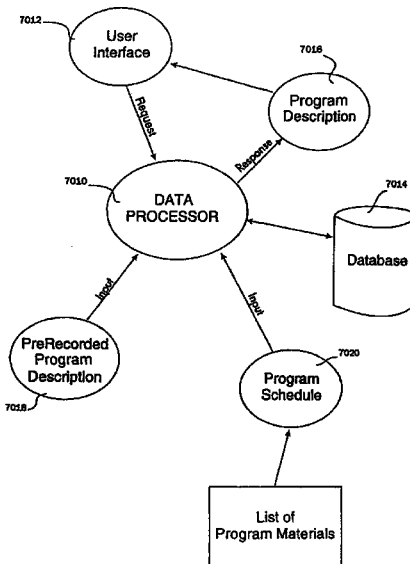 7012
User
Interface
7016
Program
Description
Request
Response
7010
DATA
PROCESSOR
7014
Database
Input
Input
PreRecorded
Program
Description
7018
7020
Program
Schedule
List of
Program Materials